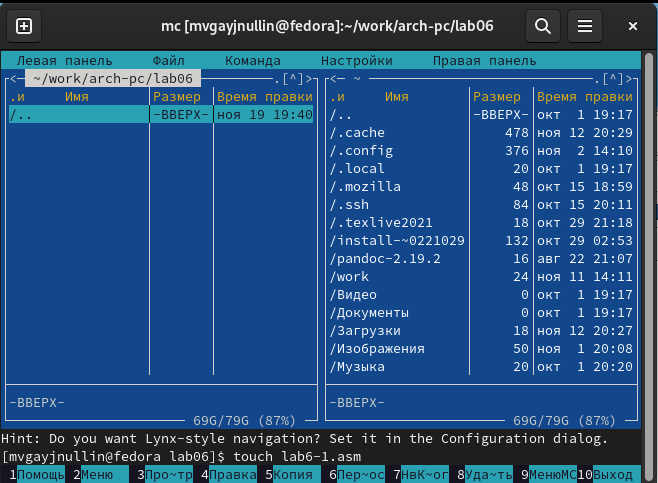 mc [mvgayjnullin@fedora]:~/work/arch-pc/lab06
Левая панель Файл Команда Настройки Правая панель
<— ~/work/arch-pc/lab06 .[^]>
.и Имя Размер Время правки
/.. -ВВЕРХ- ноя 19 19:40
-ВВЕРХ-
69G/79G (87%)
<— ~ .[^]>
.и Имя Размер Время правки
/.. -ВВЕРХ- окт 1 19:17
/.cache 478 ноя 12 20:29
/.config 376 ноя 2 14:10
/.local 20 окт 1 19:17
/.mozilla 48 окт 15 18:59
/.ssh 84 окт 15 20:11
/.texlive2021 18 окт 29 21:18
/install-~0221029 132 окт 29 02:53
/pandoc-2.19.2 16 авг 22 21:07
/work 24 ноя 11 14:11
/Видео 0 окт 1 19:17
/Документы 0 окт 1 19:17
/Загрузки 18 ноя 12 20:27
/Изображения 50 ноя 1 20:08
/Музыка 20 окт 1 20:20
-ВВЕРХ-
69G/79G (87%)
Hint: Do you want Lynx-style navigation? Set it in the Configuration dialog.
[mvgayjnullin@fedora lab06]$ touch lab6-1.asm
1Помощь 2Меню 3Про~тр 4Правка 5Копия 6Пер~ос 7НвК~ог 8Уда~ть 9МенюMC 10Выход